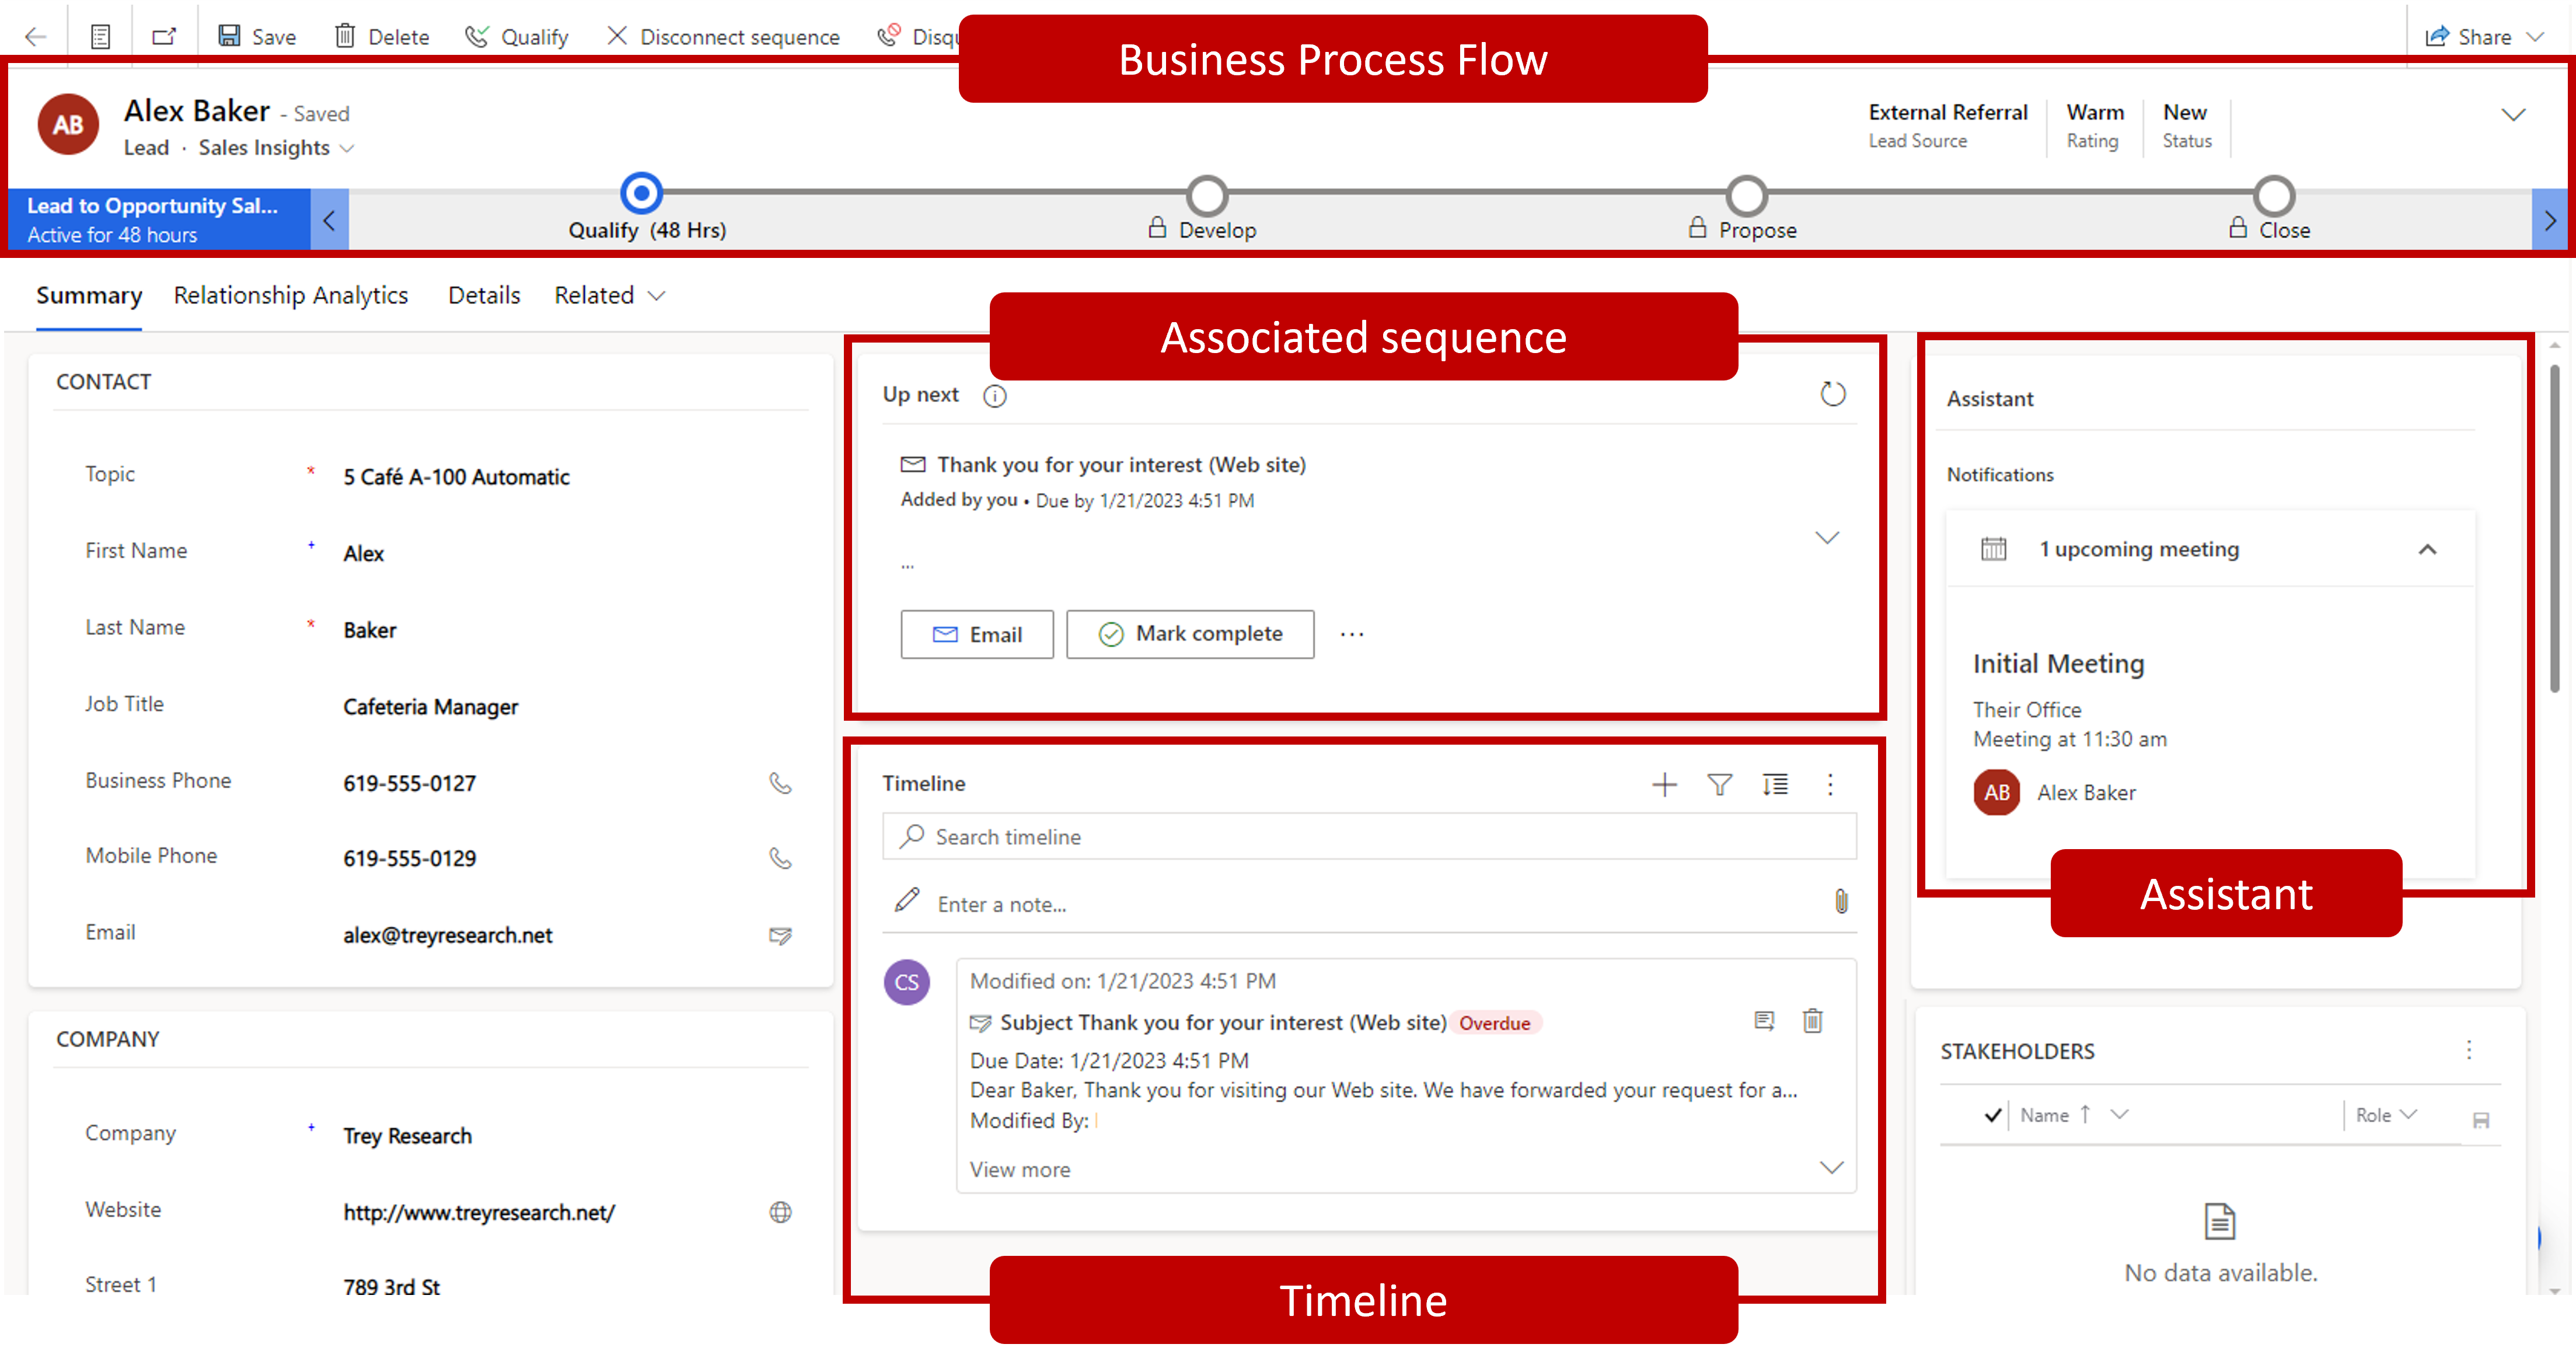 Save
Delete
Qualify
Disconnect sequence
Share
Business Process Flow
AB
Alex Baker - Saved
Lead · Sales Insights
External Referral
Lead Source
Warm
Rating
New
Status
Lead to Opportunity Sal...
Active for 48 hours
Qualify (48 Hrs)
Develop
Propose
Close
Summary
Relationship Analytics
Details
Related
CONTACT
Topic * 5 Café A-100 Automatic
First Name + Alex
Last Name * Baker
Job Title Cafeteria Manager
Business Phone 619-555-0127
Mobile Phone 619-555-0129
Email alex@treyresearch.net
COMPANY
Company + Trey Research
Website http://www.treyresearch.net/
Street 1 789 3rd St
Associated sequence
Up next
Thank you for your interest (Web site)
Added by you • Due by 1/21/2023 4:51 PM
...
Email
Mark complete
...
Timeline
Search timeline
Enter a note...
CS
Modified on: 1/21/2023 4:51 PM
Subject Thank you for your interest (Web site) Overdue
Due Date: 1/21/2023 4:51 PM
Dear Baker, Thank you for visiting our Web site. We have forwarded your request for a...
Modified By:
View more
Timeline
Assistant
Notifications
1 upcoming meeting
Initial Meeting
Their Office
Meeting at 11:30 am
AB
Alex Baker
Assistant
STAKEHOLDERS
Name ↑
Role
No data available.